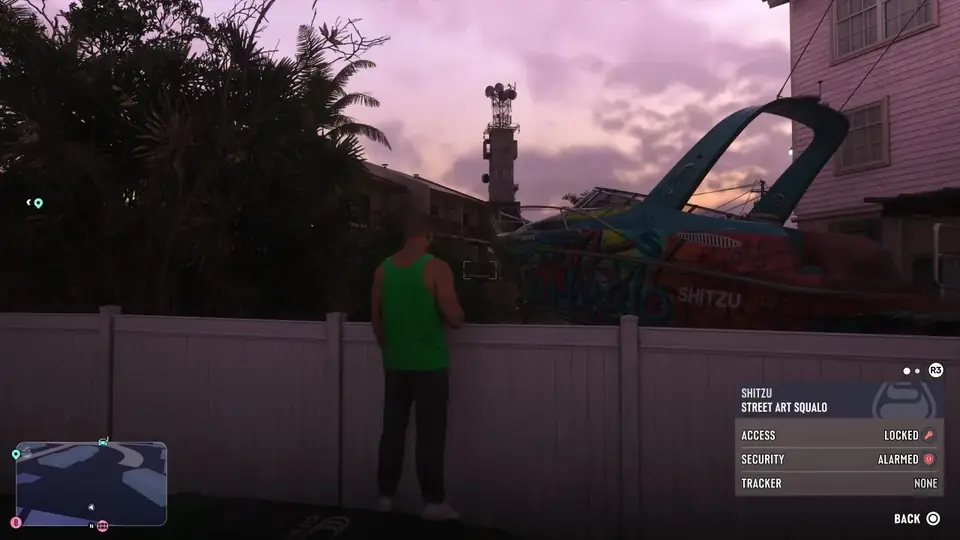 SHITZU
R3
SHITZU
STREET ART SQUALO
ACCESS LOCKED
SECURITY ALARMED
TRACKER NONE
BACK
N
B